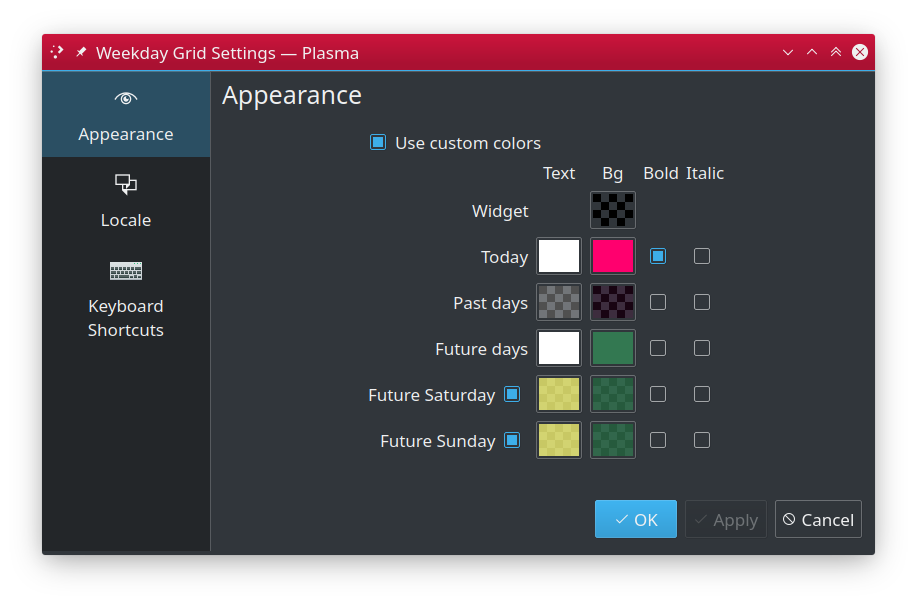 Weekday Grid Settings — Plasma
Appearance
Locale
Keyboard
Shortcuts
Appearance
Use custom colors
Text Bg Bold Italic
Widget
Today
Past days
Future days
Future Saturday
Future Sunday
OK Apply Cancel